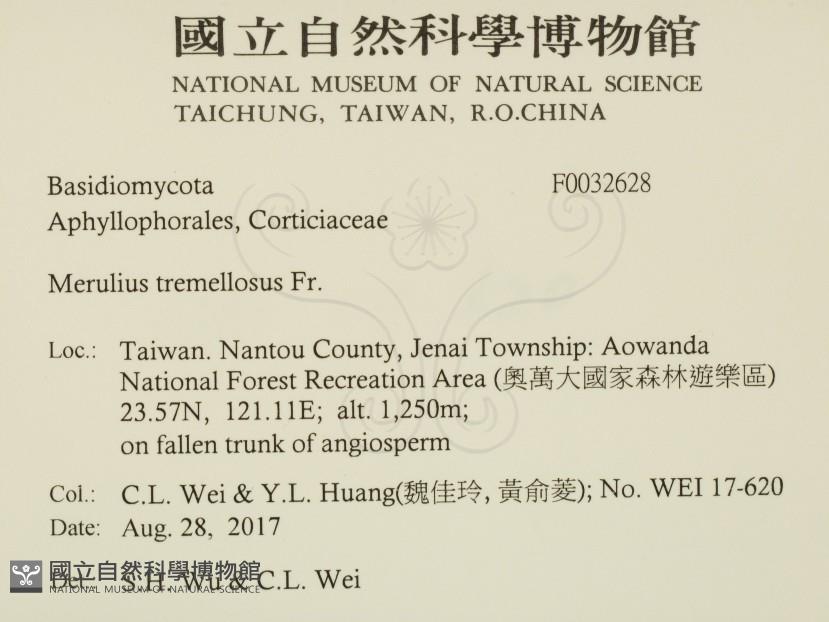 國立自然科學博物館
NATIONAL MUSEUM OF NATURAL SCIENCE
TAICHUNG, TAIWAN, R.O.CHINA
Basidiomycota F0032628
Aphyllophorales, Corticiaceae
Merulius tremellosus Fr.
Loc.: Taiwan. Nantou County, Jenai Township: Aowanda
National Forest Recreation Area (奧萬大國家森林遊樂區)
23.57N, 121.11E; alt. 1,250m;
on fallen trunk of angiosperm
Col.: C.L. Wei & Y.L. Huang(魏佳玲, 黃俞菱); No. WEI 17-620
Date: Aug. 28, 2017
Det.: S.H. Wu & C.L. Wei
國立自然科學博物館
NATIONAL MUSEUM OF NATURAL SCIENCE